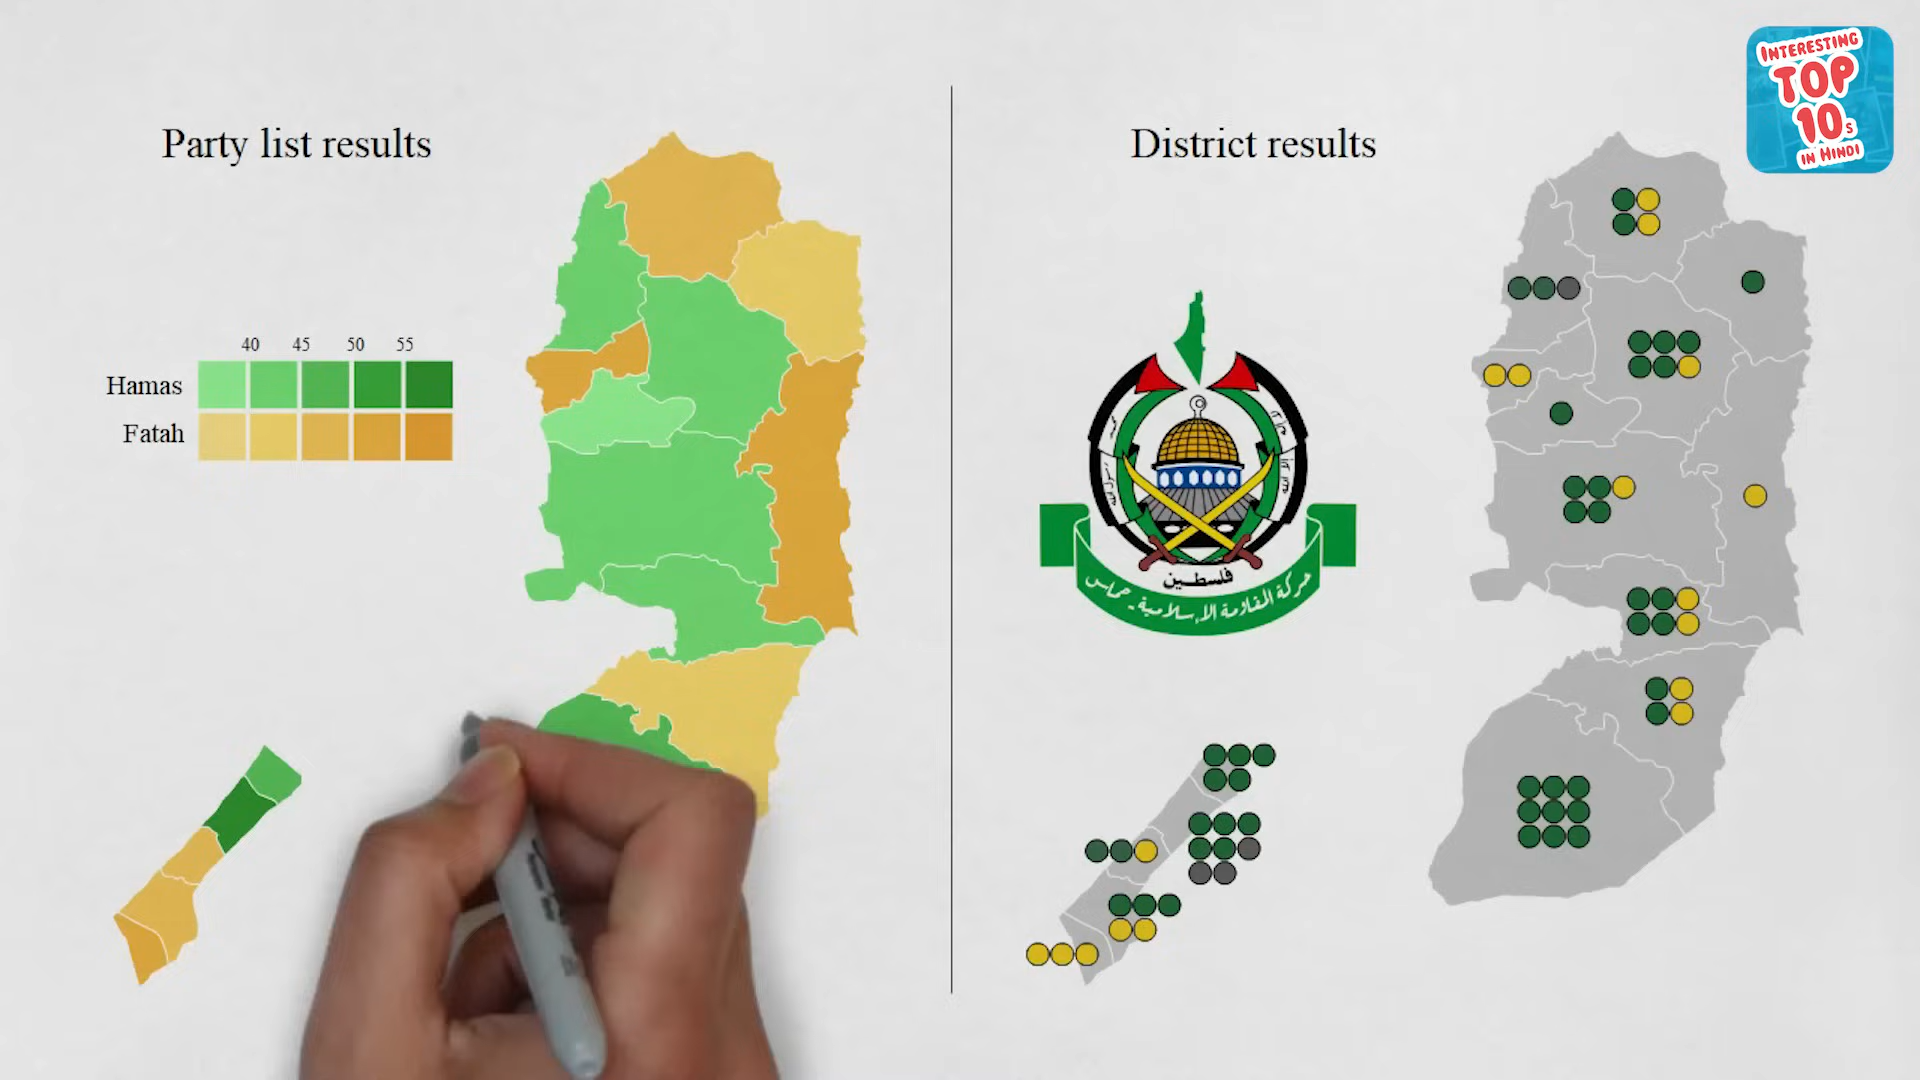 Party list results
40 45 50 55
Hamas
Fatah
District results
فلسطين
حركة المقاومة الإسلامية - حماس
INTERESTING
TOP
10s
IN HINDI